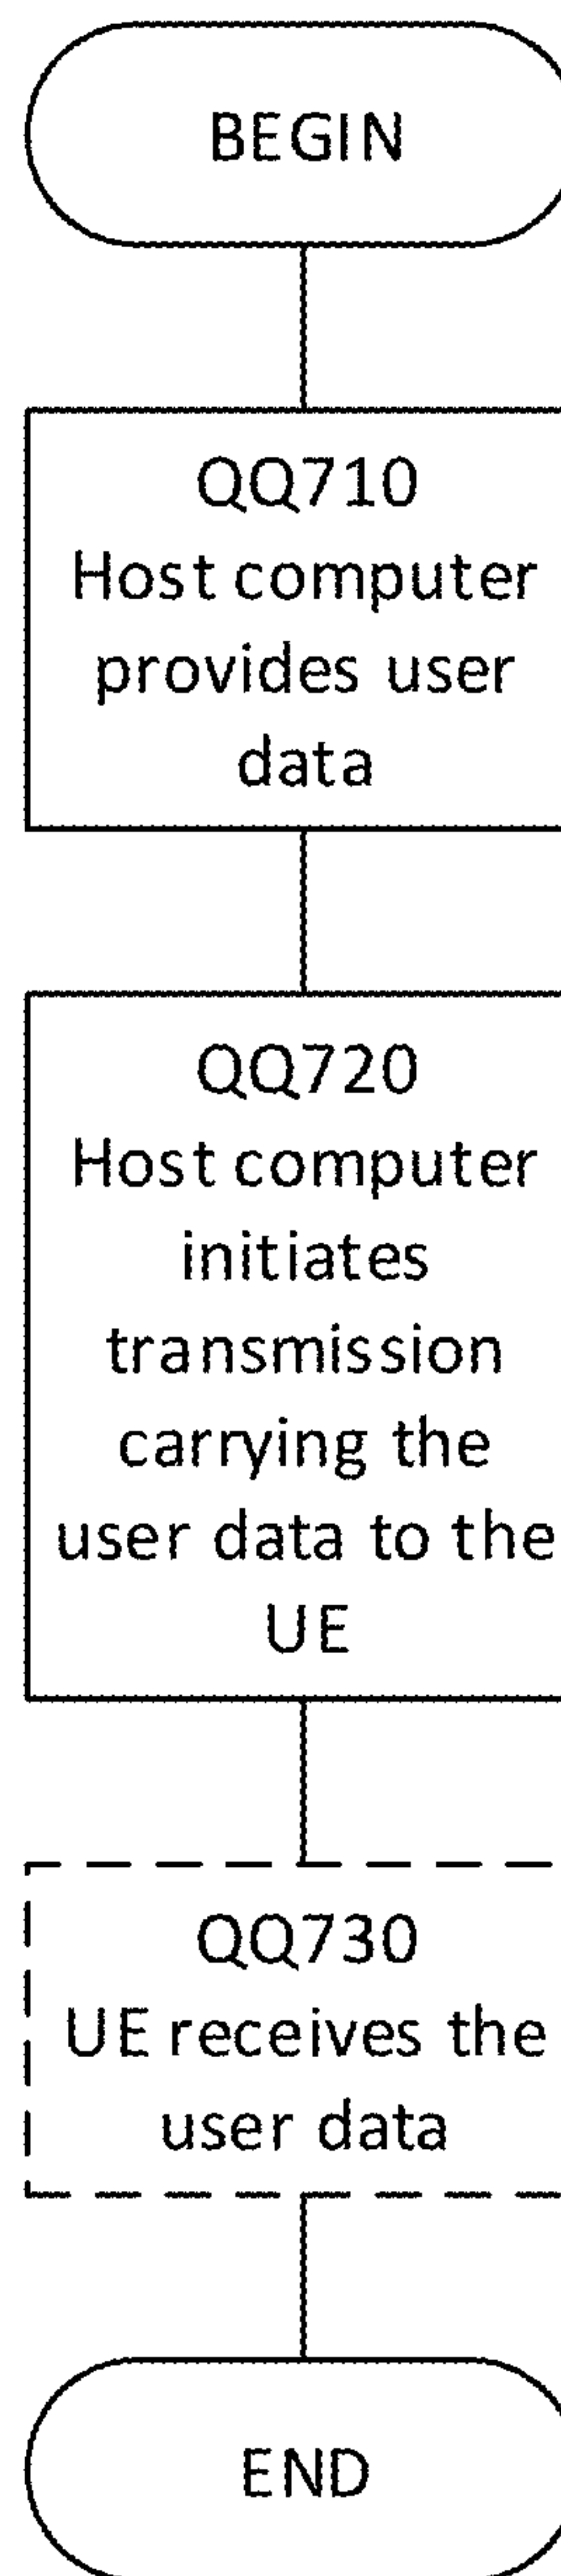 BEGIN
QQ710
Host computer
provides user
data
QQ720
Host computer
initiates
transmission
carrying the
user data to the
UE
QQ730
UE receives the
user data
END